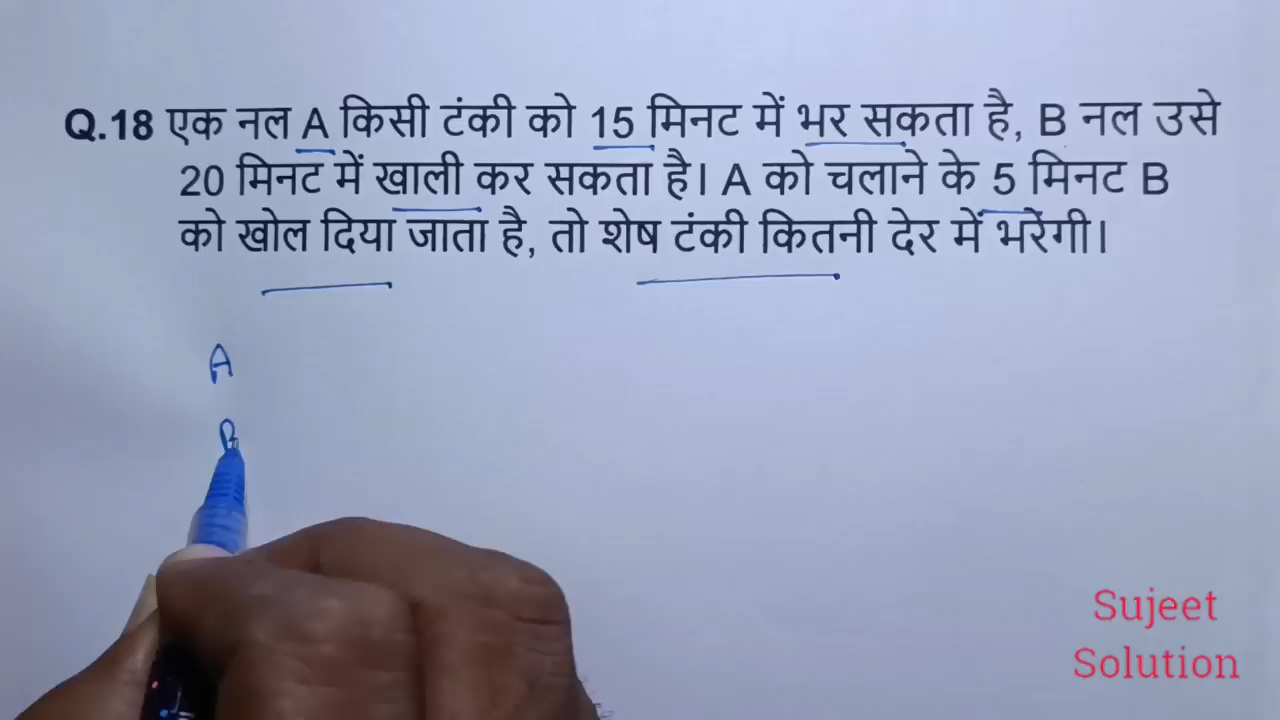 Q.18 एक नल A किसी टंकी को 15 मिनट में भर सकता है, B नल उसे
20 मिनट में खाली कर सकता है। A को चलाने के 5 मिनट B
को खोल दिया जाता है, तो शेष टंकी कितनी देर में भरेंगी।
A
B
Sujeet
Solution